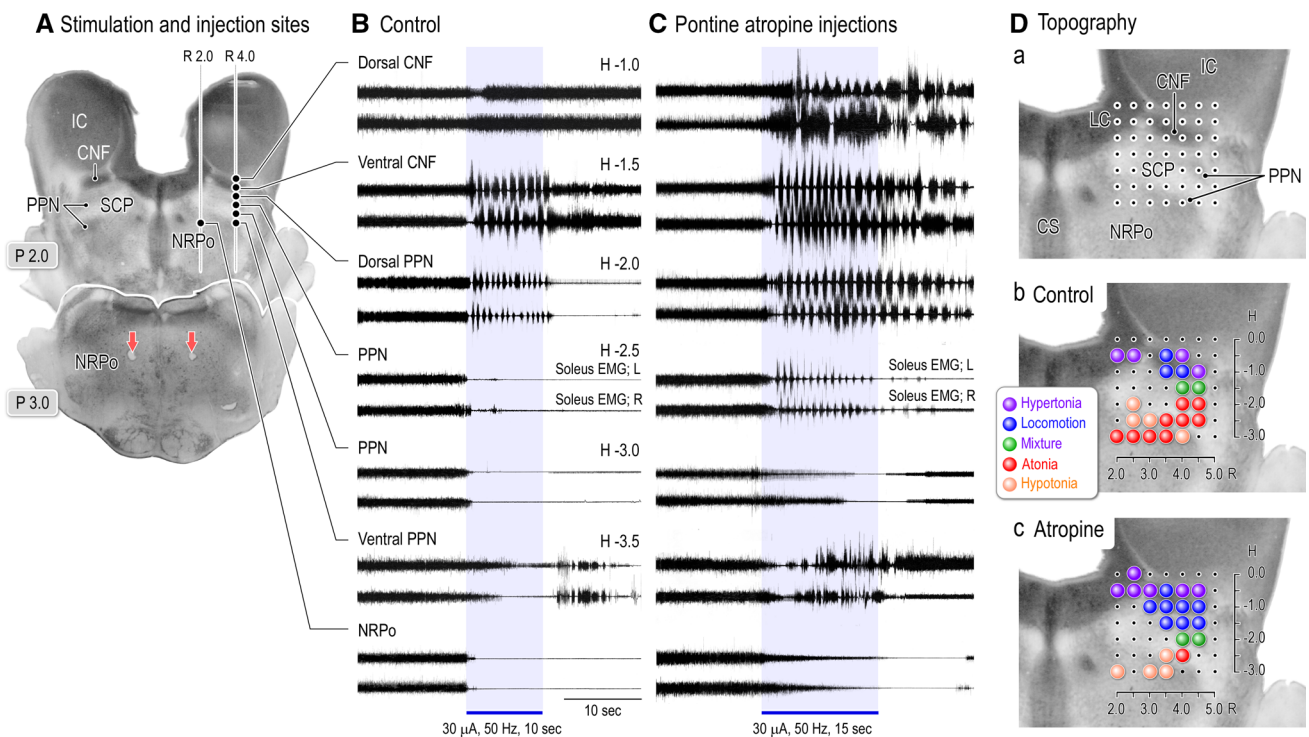 A Stimulation and injection sites
R 2.0
R 4.0
IC
CNF
PPN
SCP
NRPo
P 2.0
NRPo
P 3.0
B Control
Dorsal CNF
H -1.0
Ventral CNF
H -1.5
Dorsal PPN
H -2.0
PPN
H -2.5
Soleus EMG; L
Soleus EMG; R
PPN
H -3.0
Ventral PPN
H -3.5
NRPo
10 sec
30 µA, 50 Hz, 10 sec
C Pontine atropine injections
Soleus EMG; L
Soleus EMG; R
30 µA, 50 Hz, 15 sec
D Topography
a
IC
CNF
LC
SCP
PPN
CS
NRPo
b Control
H
0.0
-1.0
-2.0
-3.0
2.0 3.0 4.0 5.0 R
Hypertonia
Locomotion
Mixture
Atonia
Hypotonia
c Atropine
H
0.0
-1.0
-2.0
-3.0
2.0 3.0 4.0 5.0 R